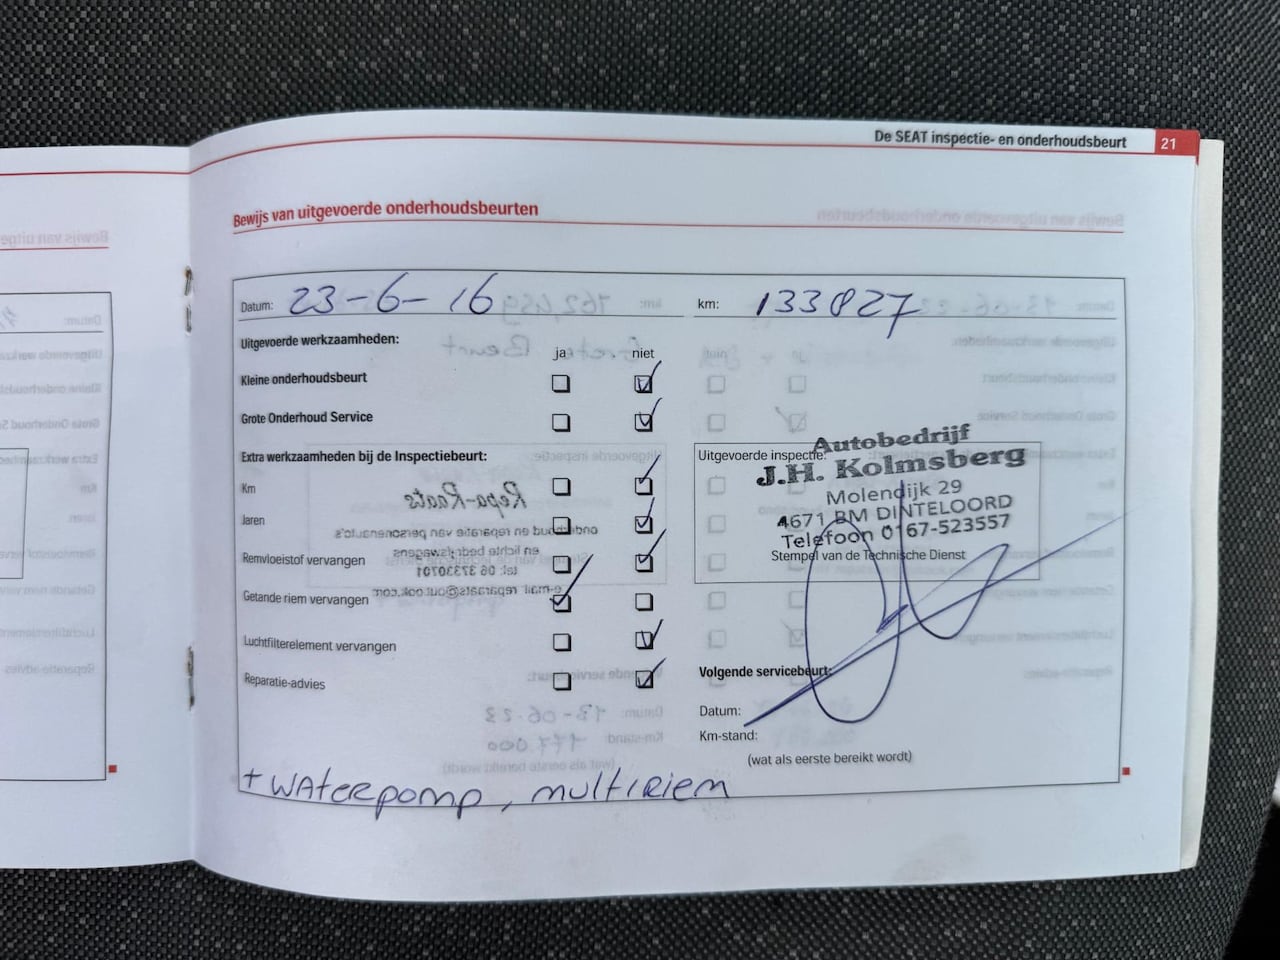 De SEAT inspectie- en onderhoudsbeurt 21
Bewijs van uitgevoerde onderhoudsbeurten
Datum: 23-6-16 km: 133827
Uitgevoerde werkzaamheden:
ja niet
Kleine onderhoudsbeurt
Grote Onderhoud Service
Extra werkzaamheden bij de Inspectiebeurt:
Km
Jaren
Remvloeistof vervangen
Getande riem vervangen
Luchtfilterelement vervangen
Reparatie-advies
Uitgevoerde inspectie:
Autobedrijf
J.H. Kolmsberg
Molendijk 29
4671 BM DINTELOORD
Telefoon 0167-523557
Stempel van de Technische Dienst
Volgende servicebeurt:
Datum:
Km-stand:
(wat als eerste bereikt wordt)
+ waterpomp, multiriem